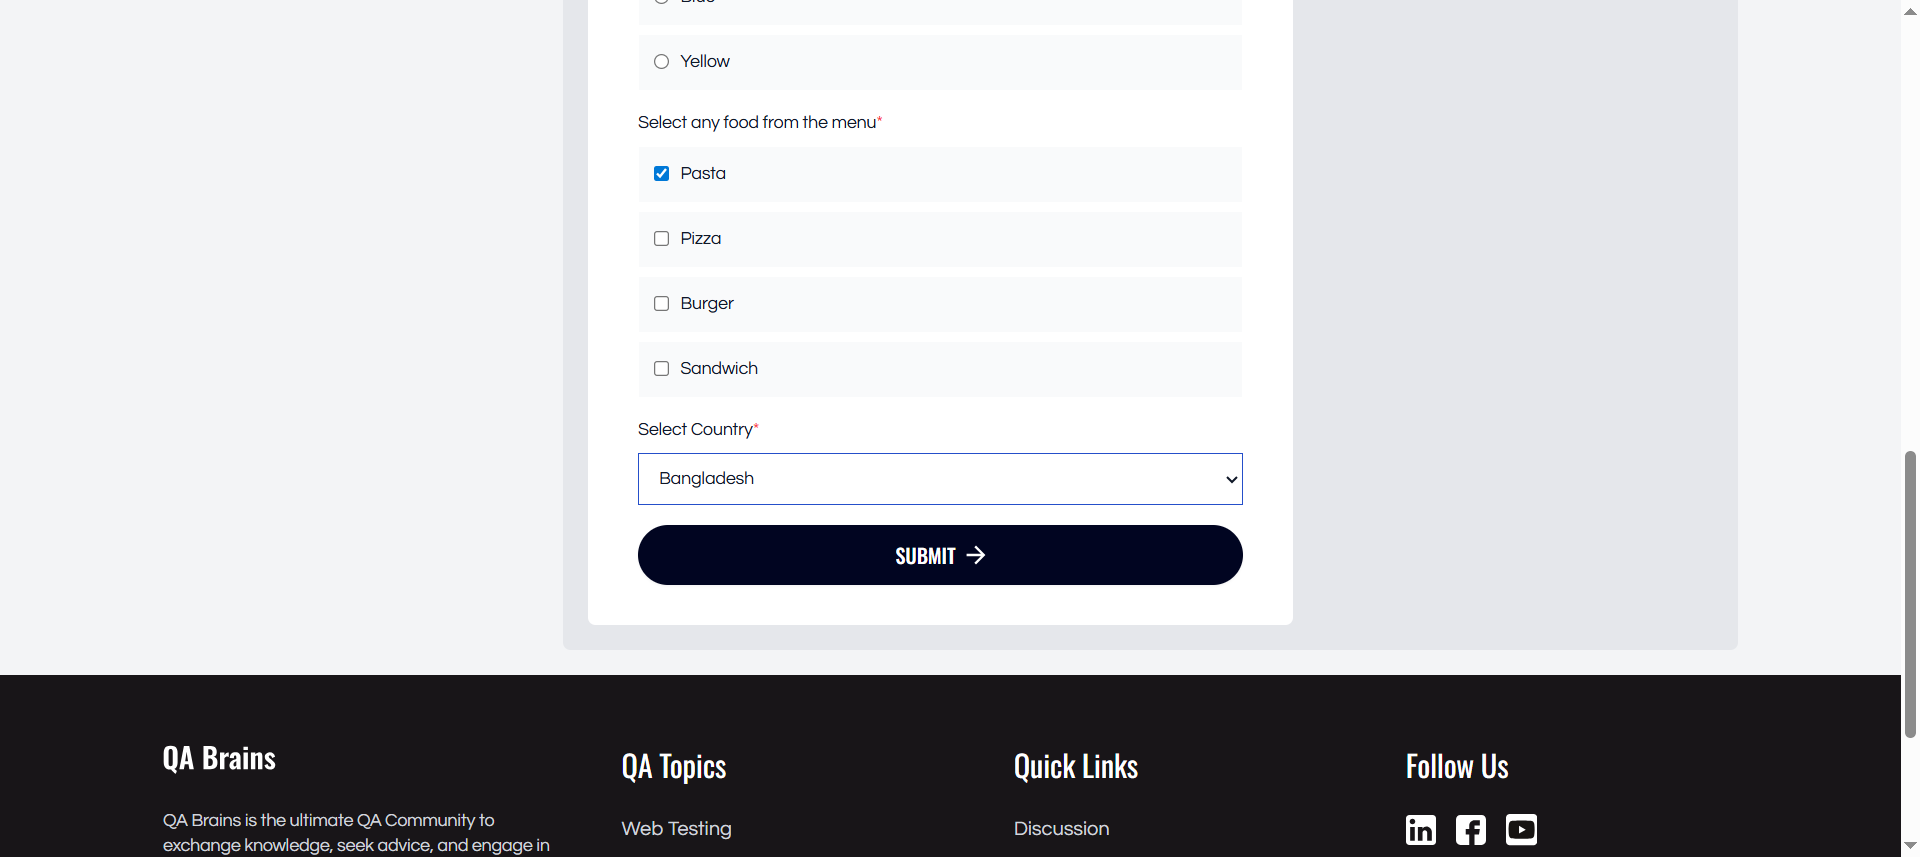 Blue
Yellow
Select any food from the menu*
Pasta
Pizza
Burger
Sandwich
Select Country*
Bangladesh
SUBMIT
QA Brains
QA Brains is the ultimate QA Community to
exchange knowledge, seek advice, and engage in
QA Topics
Web Testing
Quick Links
Discussion
Follow Us